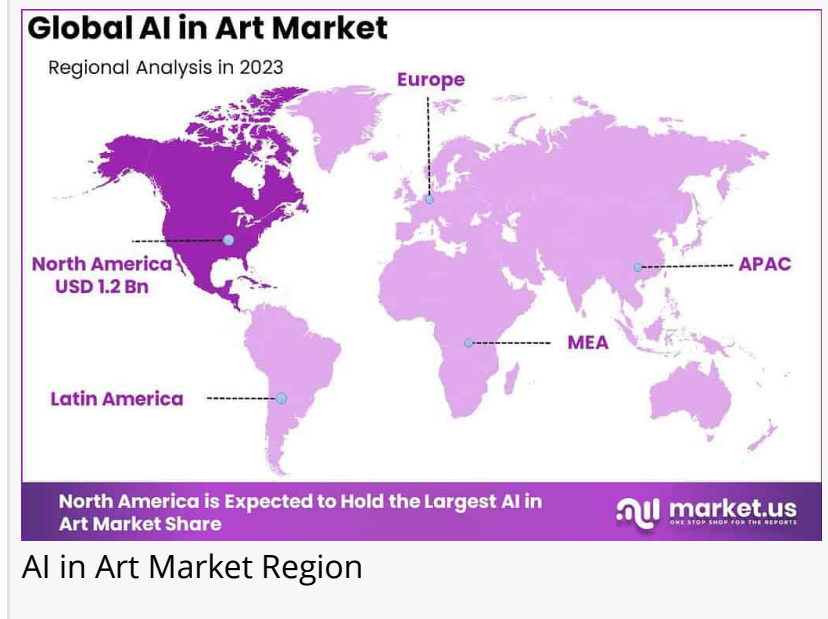 Global AI in Art Market
Regional Analysis in 2023
Europe
North America
USD 1.2 Bn
APAC
MEA
Latin America
North America is Expected to Hold the Largest AI in
Art Market Share
market.us
ONE STOP SHOP FOR THE REPORTS
AI in Art Market Region